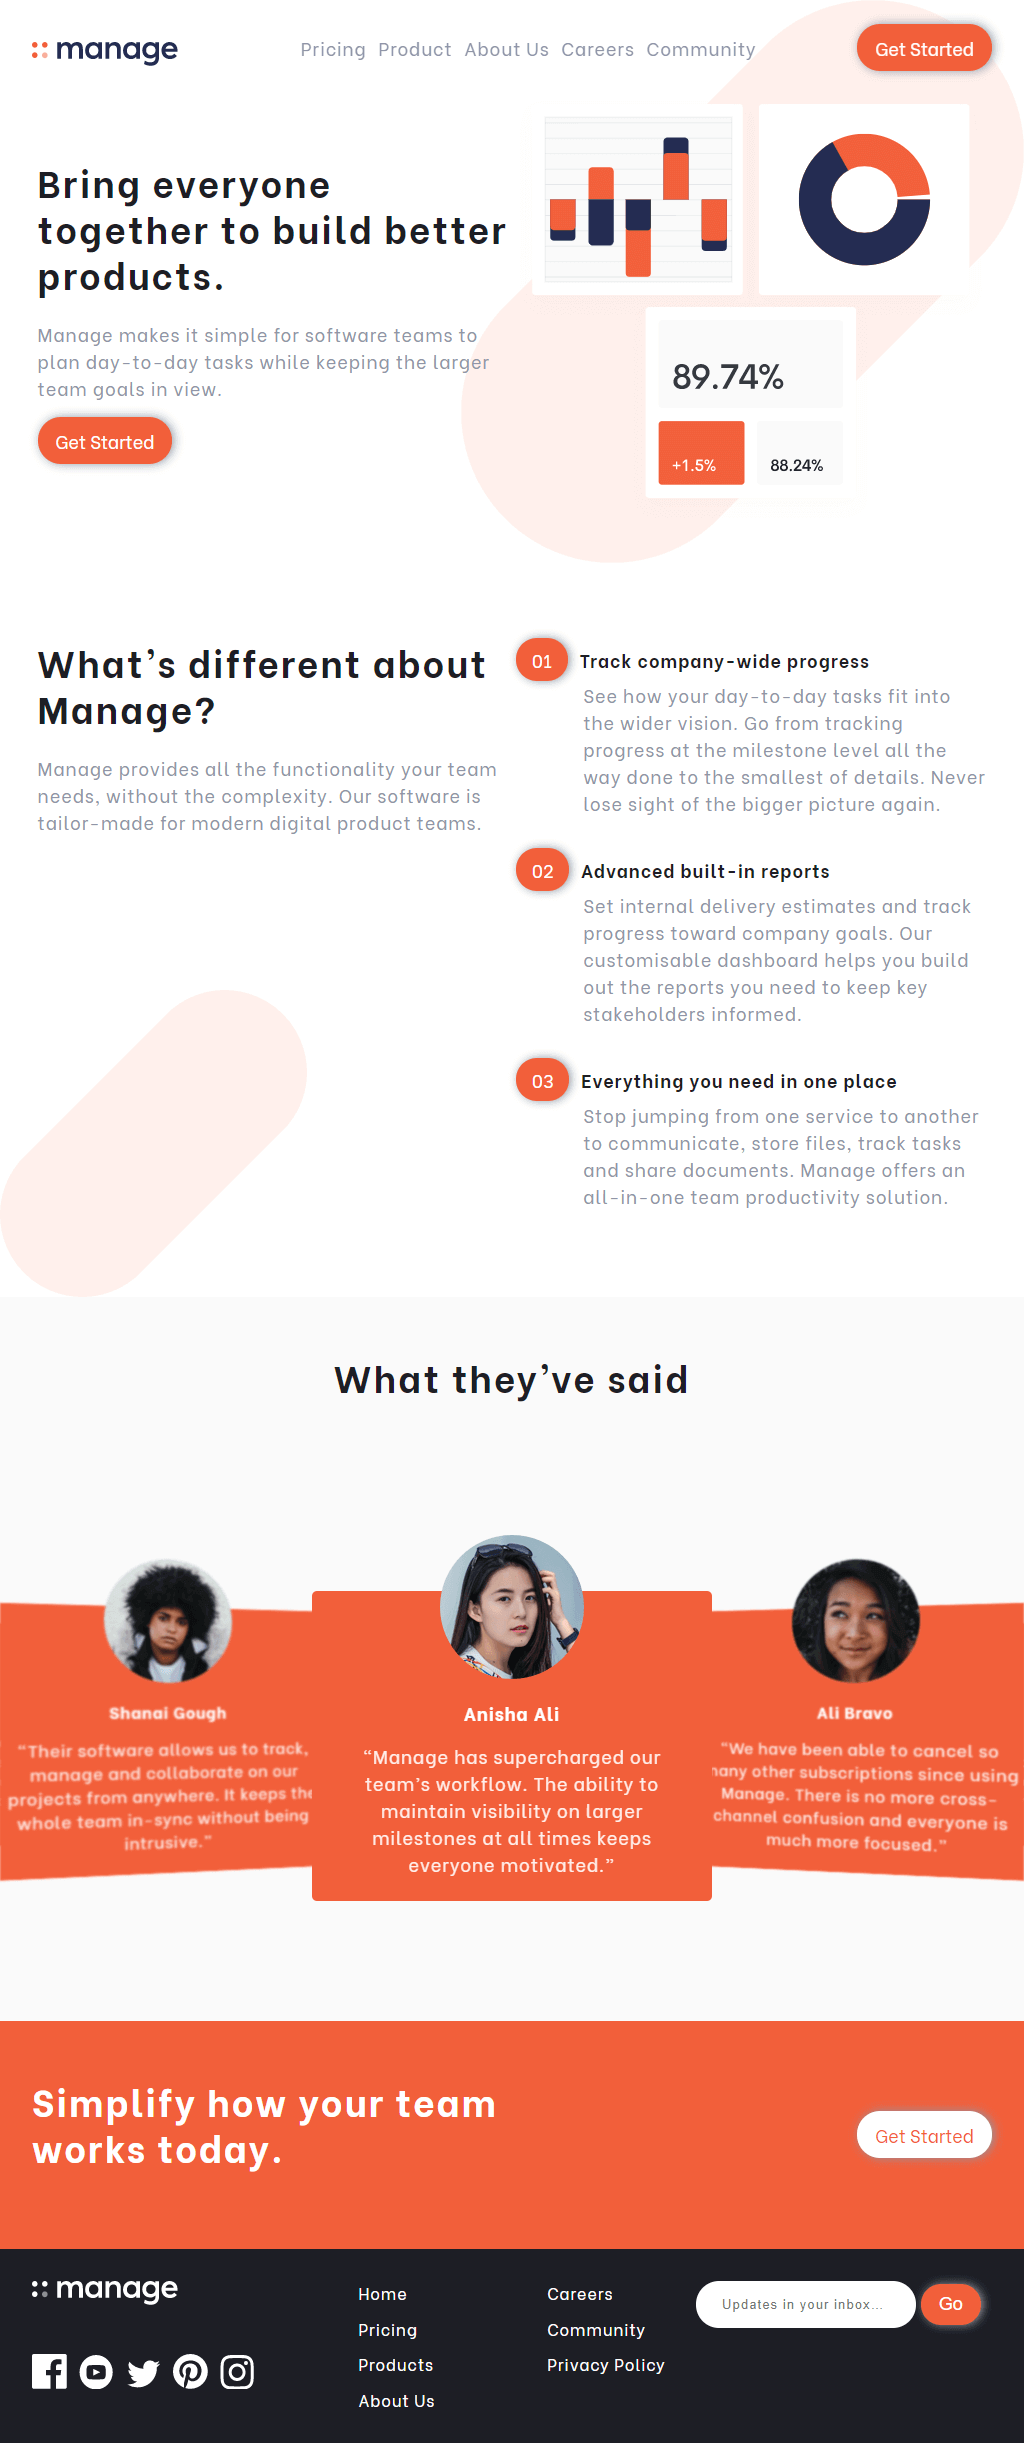 manage
Pricing Product About Us Careers Community
Get Started
Bring everyone
together to build better
products.
Manage makes it simple for software teams to
plan day-to-day tasks while keeping the larger
team goals in view.
Get Started
89.74%
+1.5%
88.24%
What’s different about
Manage?
Manage provides all the functionality your team
needs, without the complexity. Our software is
tailor-made for modern digital product teams.
01 Track company-wide progress
See how your day-to-day tasks fit into
the wider vision. Go from tracking
progress at the milestone level all the
way done to the smallest of details. Never
lose sight of the bigger picture again.
02 Advanced built-in reports
Set internal delivery estimates and track
progress toward company goals. Our
customisable dashboard helps you build
out the reports you need to keep key
stakeholders informed.
03 Everything you need in one place
Stop jumping from one service to another
to communicate, store files, track tasks
and share documents. Manage offers an
all-in-one team productivity solution.
What they’ve said
Shanai Gough
“Their software allows us to track,
manage and collaborate on our
projects from anywhere. It keeps the
whole team in-sync without being
intrusive.”
Anisha Ali
“Manage has supercharged our
team’s workflow. The ability to
maintain visibility on larger
milestones at all times keeps
everyone motivated.”
Ali Bravo
“We have been able to cancel so
many other subscriptions since using
Manage. There is no more cross-
channel confusion and everyone is
much more focused.”
Simplify how your team
works today.
Get Started
manage
Home
Pricing
Products
About Us
Careers
Community
Privacy Policy
Updates in your inbox...
Go